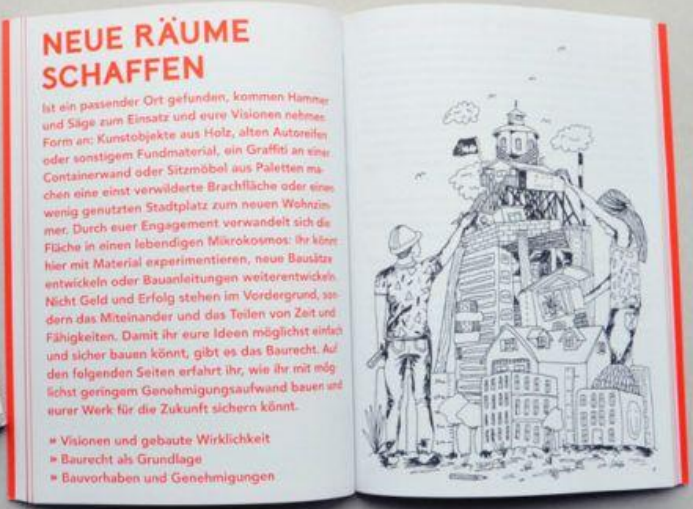 NEUE RÄUME
SCHAFFEN
Ist ein passender Ort gefunden, kommen Hammer
und Säge zum Einsatz und eure Visionen nehmen
Form an: Kunstobjekte aus Holz, alten Autoreifen
oder sonstigem Fundmaterial, ein Graffiti an einer
Containerwand oder Sitzmöbel aus Paletten ma-
chen eine einst verwilderte Brachfläche oder einen
wenig genutzten Stadtplatz zum neuen Wohnzim-
mer. Durch euer Engagement verwandelt sich die
Fläche in einen lebendigen Mikrokosmos: Ihr könnt
hier mit Material experimentieren, neue Bausätze
entwickeln oder Bauanleitungen weiterentwickeln.
Nicht Geld und Erfolg stehen im Vordergrund, son-
dern das Miteinander und das Teilen von Zeit und
Fähigkeiten. Damit ihr eure Ideen möglichst einfach
und sicher bauen könnt, gibt es das Baurecht. Auf
den folgenden Seiten erfahrt ihr, wie ihr mit mög-
lichst geringem Genehmigungsaufwand bauen und
eurer Werk für die Zukunft sichern könnt.
» Visionen und gebaute Wirklichkeit
» Baurecht als Grundlage
» Bauvorhaben und Genehmigungen